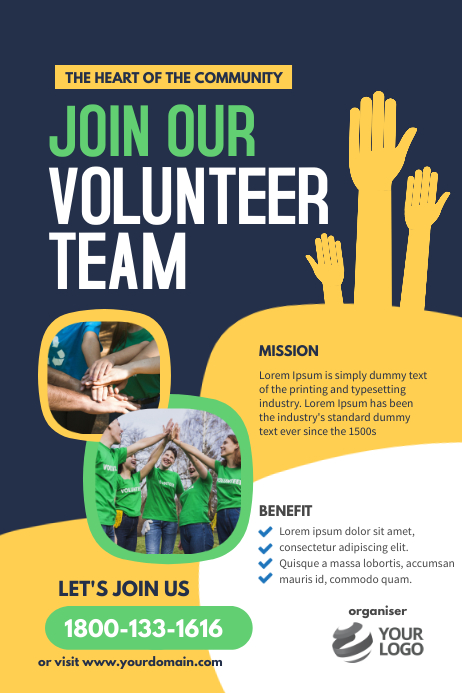 THE HEART OF THE COMMUNITY
JOIN OUR
VOLUNTEER
TEAM
MISSION
Lorem Ipsum is simply dummy text
of the printing and typesetting
industry. Lorem Ipsum has been
the industry's standard dummy
text ever since the 1500s
VOLUNTEER
VOLUNTEER
BENEFIT
Lorem ipsum dolor sit amet,
consectetur adipiscing elit.
Quisque a massa lobortis, accumsan
mauris id, commodo quam.
LET'S JOIN US
1800-133-1616
or visit www.yourdomain.com
organiser
YOUR
LOGO